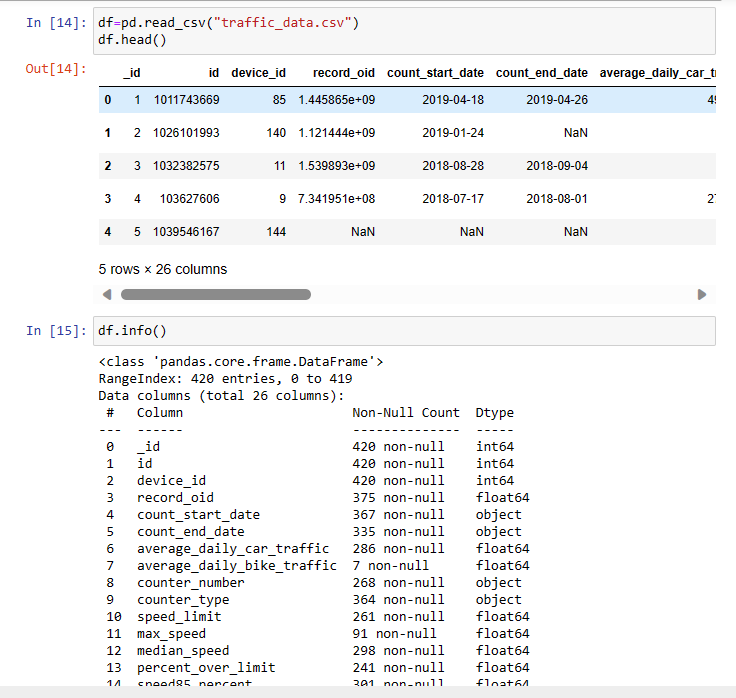 In [14]: df=pd.read_csv("traffic_data.csv")
df.head()
Out[14]: _id id device_id record_oid count_start_date count_end_date average_daily_car_t
0 1 1011743669 85 1.445865e+09 2019-04-18 2019-04-26 49
1 2 1026101993 140 1.121444e+09 2019-01-24 NaN
2 3 1032382575 11 1.539893e+09 2018-08-28 2018-09-04
3 4 103627606 9 7.341951e+08 2018-07-17 2018-08-01 27
4 5 1039546167 144 NaN NaN NaN
5 rows × 26 columns
In [15]: df.info()
<class 'pandas.core.frame.DataFrame'>
RangeIndex: 420 entries, 0 to 419
Data columns (total 26 columns):
# Column Non-Null Count Dtype
--- ------ -------------- -----
0 _id 420 non-null int64
1 id 420 non-null int64
2 device_id 420 non-null int64
3 record_oid 375 non-null float64
4 count_start_date 367 non-null object
5 count_end_date 335 non-null object
6 average_daily_car_traffic 286 non-null float64
7 average_daily_bike_traffic 7 non-null float64
8 counter_number 268 non-null object
9 counter_type 364 non-null object
10 speed_limit 261 non-null float64
11 max_speed 91 non-null float64
12 median_speed 298 non-null float64
13 percent_over_limit 241 non-null float64
14 speed85_percent 301 non-null float64